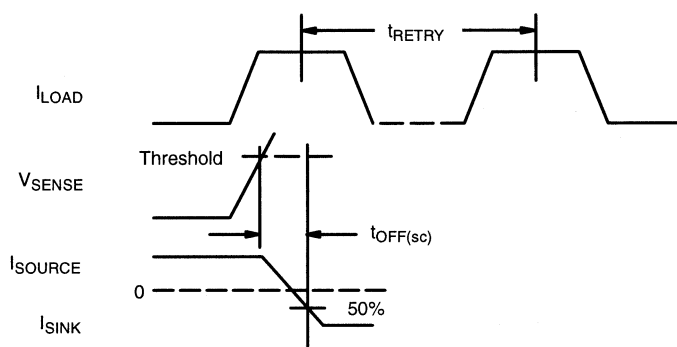 tRETRY
ILOAD
Threshold
VSENSE
tOFF(sc)
ISOURCE
0
50%
ISINK